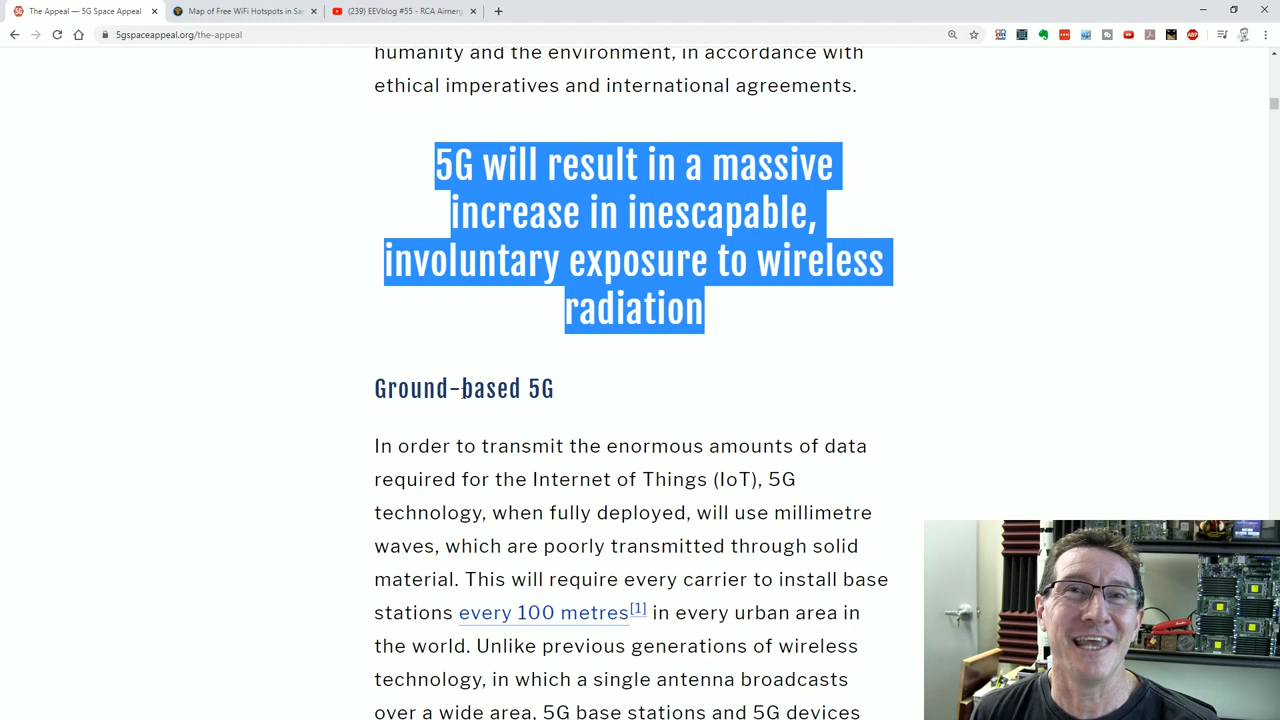 The Appeal — 5G Space Appeal
Map of Free WiFi Hotspots in Sa
(239) EEVblog #55 - RCA Airnerg
5gspaceappeal.org/the-appeal
humanity and the environment, in accordance with
ethical imperatives and international agreements.
5G will result in a massive
increase in inescapable,
involuntary exposure to wireless
radiation
Ground-based 5G
In order to transmit the enormous amounts of data
required for the Internet of Things (IoT), 5G
technology, when fully deployed, will use millimetre
waves, which are poorly transmitted through solid
material. This will require every carrier to install base
stations every 100 metres[1] in every urban area in
the world. Unlike previous generations of wireless
technology, in which a single antenna broadcasts
over a wide area, 5G base stations and 5G devices